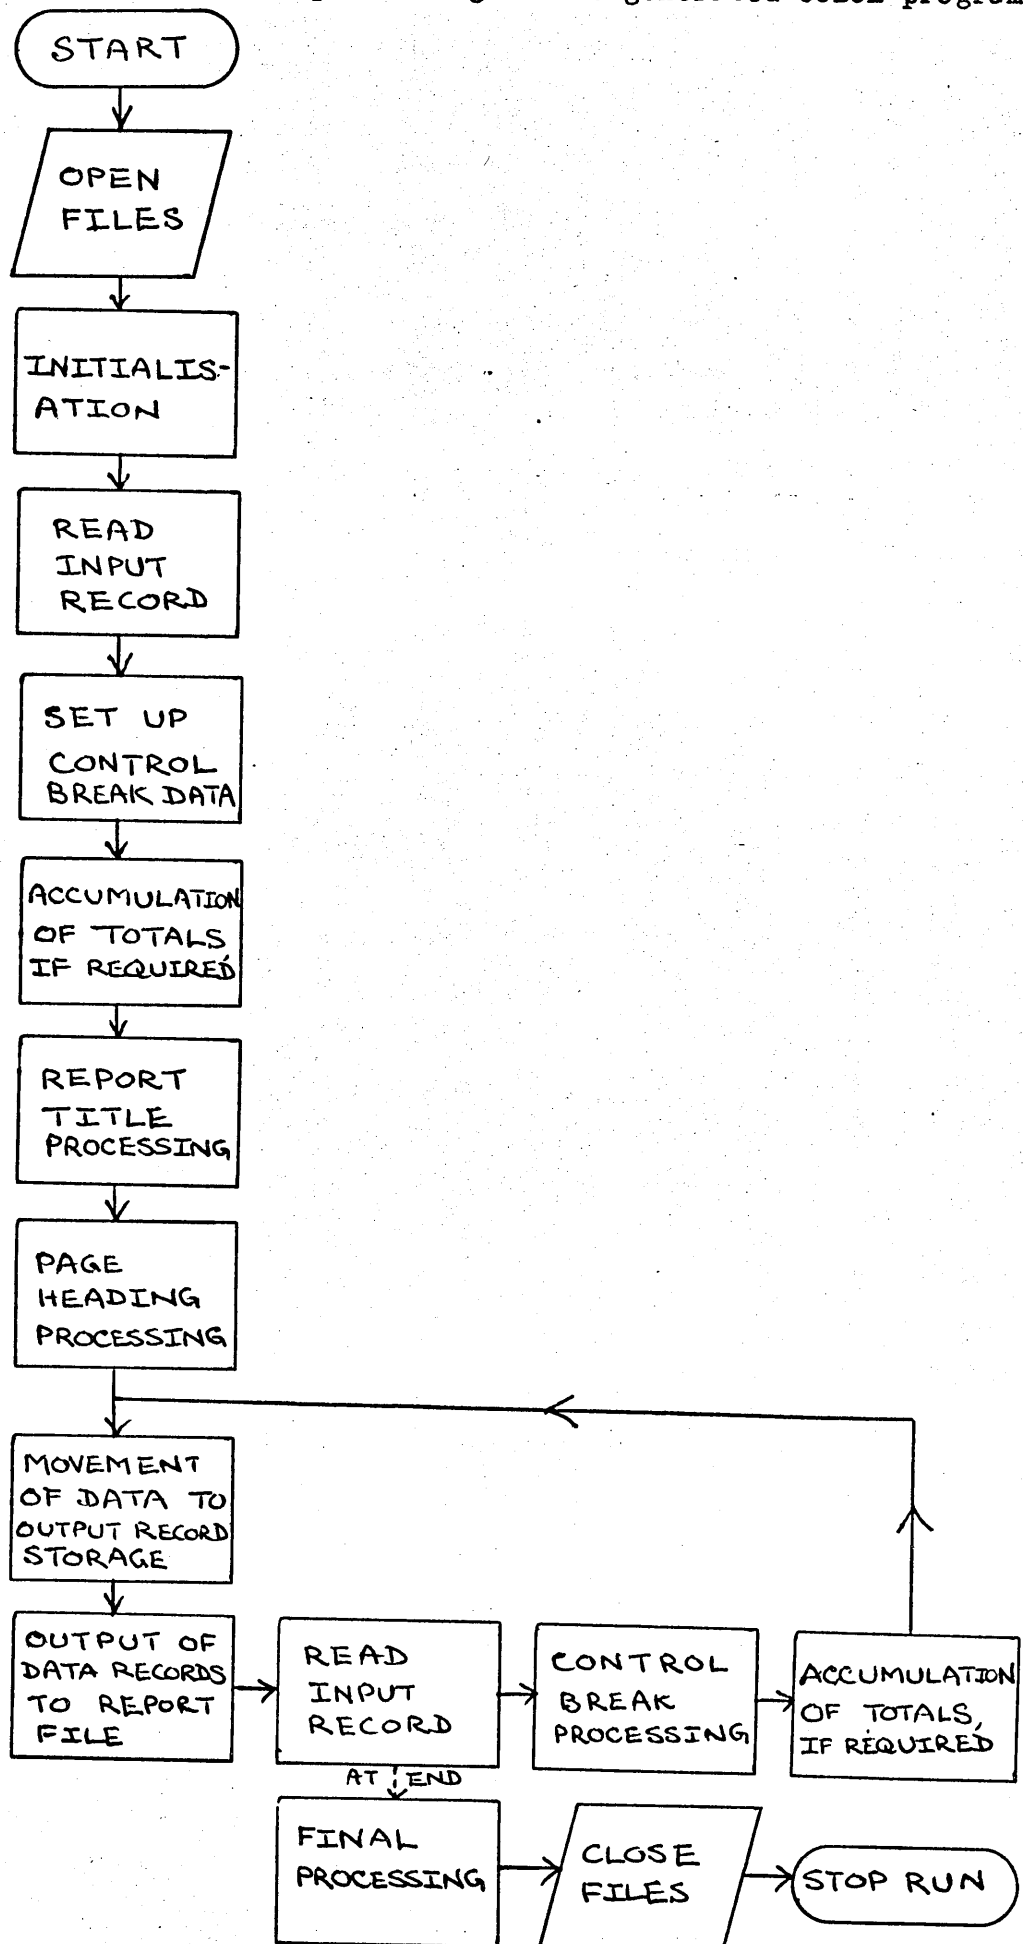 generated COBOL program
START
OPEN
FILES
INITIALIS-
ATION
READ
INPUT
RECORD
SET UP
CONTROL
BREAK DATA
ACCUMULATION
OF TOTALS,
IF REQUIRED
REPORT
TITLE
PROCESSING
PAGE
HEADING
PROCESSING
MOVEMENT
OF DATA TO
OUTPUT RECORD
STORAGE
OUTPUT OF
DATA RECORDS
TO REPORT
FILE
READ
INPUT
RECORD
CONTROL
BREAK
PROCESSING
ACCUMULATION
OF TOTALS,
IF REQUIRED
AT END
FINAL
PROCESSING
CLOSE
FILES
STOP RUN